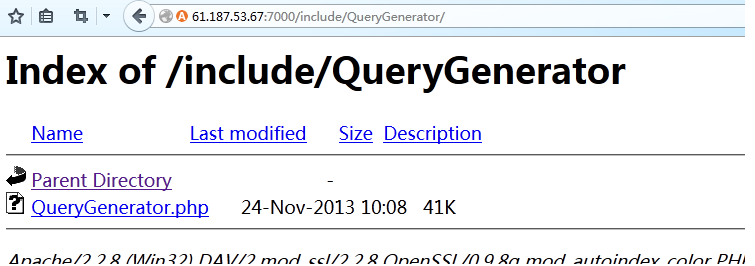 61.187.53.67:7000/include/QueryGenerator/
Index of /include/QueryGenerator
Name Last modified Size Description
Parent Directory -
QueryGenerator.php 24-Nov-2013 10:08 41K
Apache/2.2.8 (Win32) DAV/2 mod_ssl/2.2.8 OpenSSL/0.9.8g mod_autoindex_color